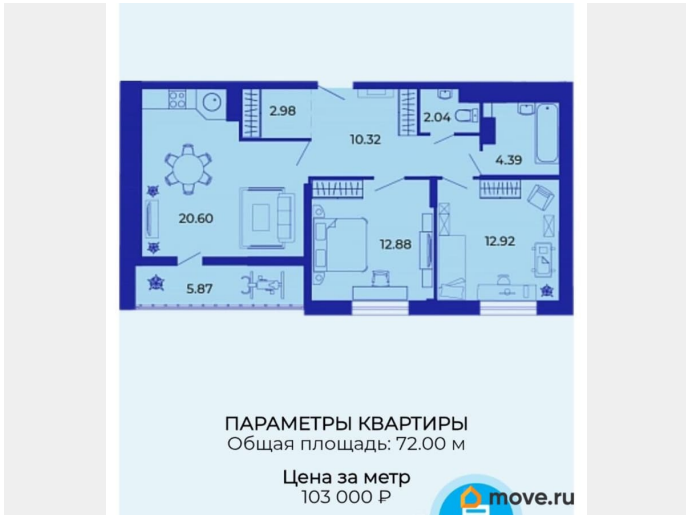 2.98
2.04
10.32
4.39
20.60
12.88
12.92
5.87
ПАРАМЕТРЫ КВАРТИРЫ
Общая площадь: 72.00 м
Цена за метр
103 000 ₽
move.ru